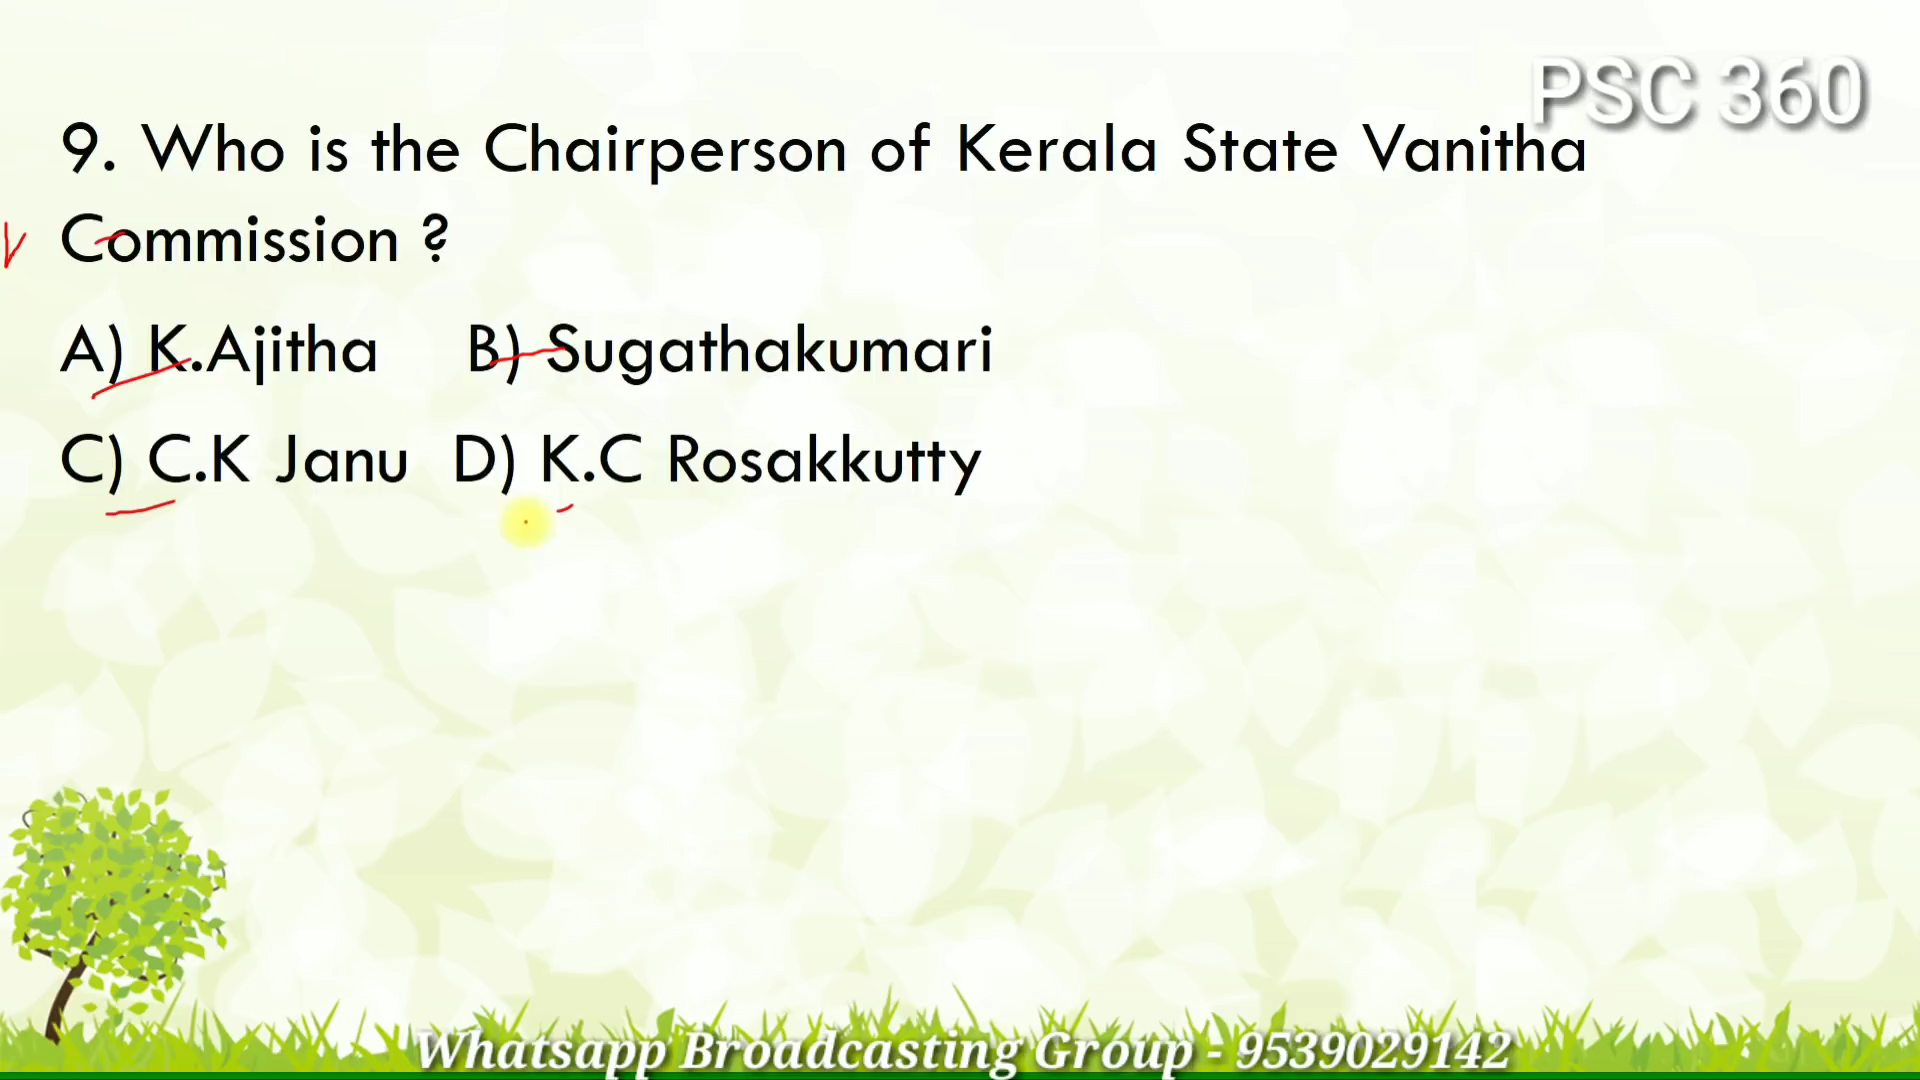 PSC 360
9. Who is the Chairperson of Kerala State Vanitha
Commission ?
A) K.Ajitha B) Sugathakumari
C) C.K Janu D) K.C Rosakkutty
Whatsapp Broadcasting Group - 9539029142